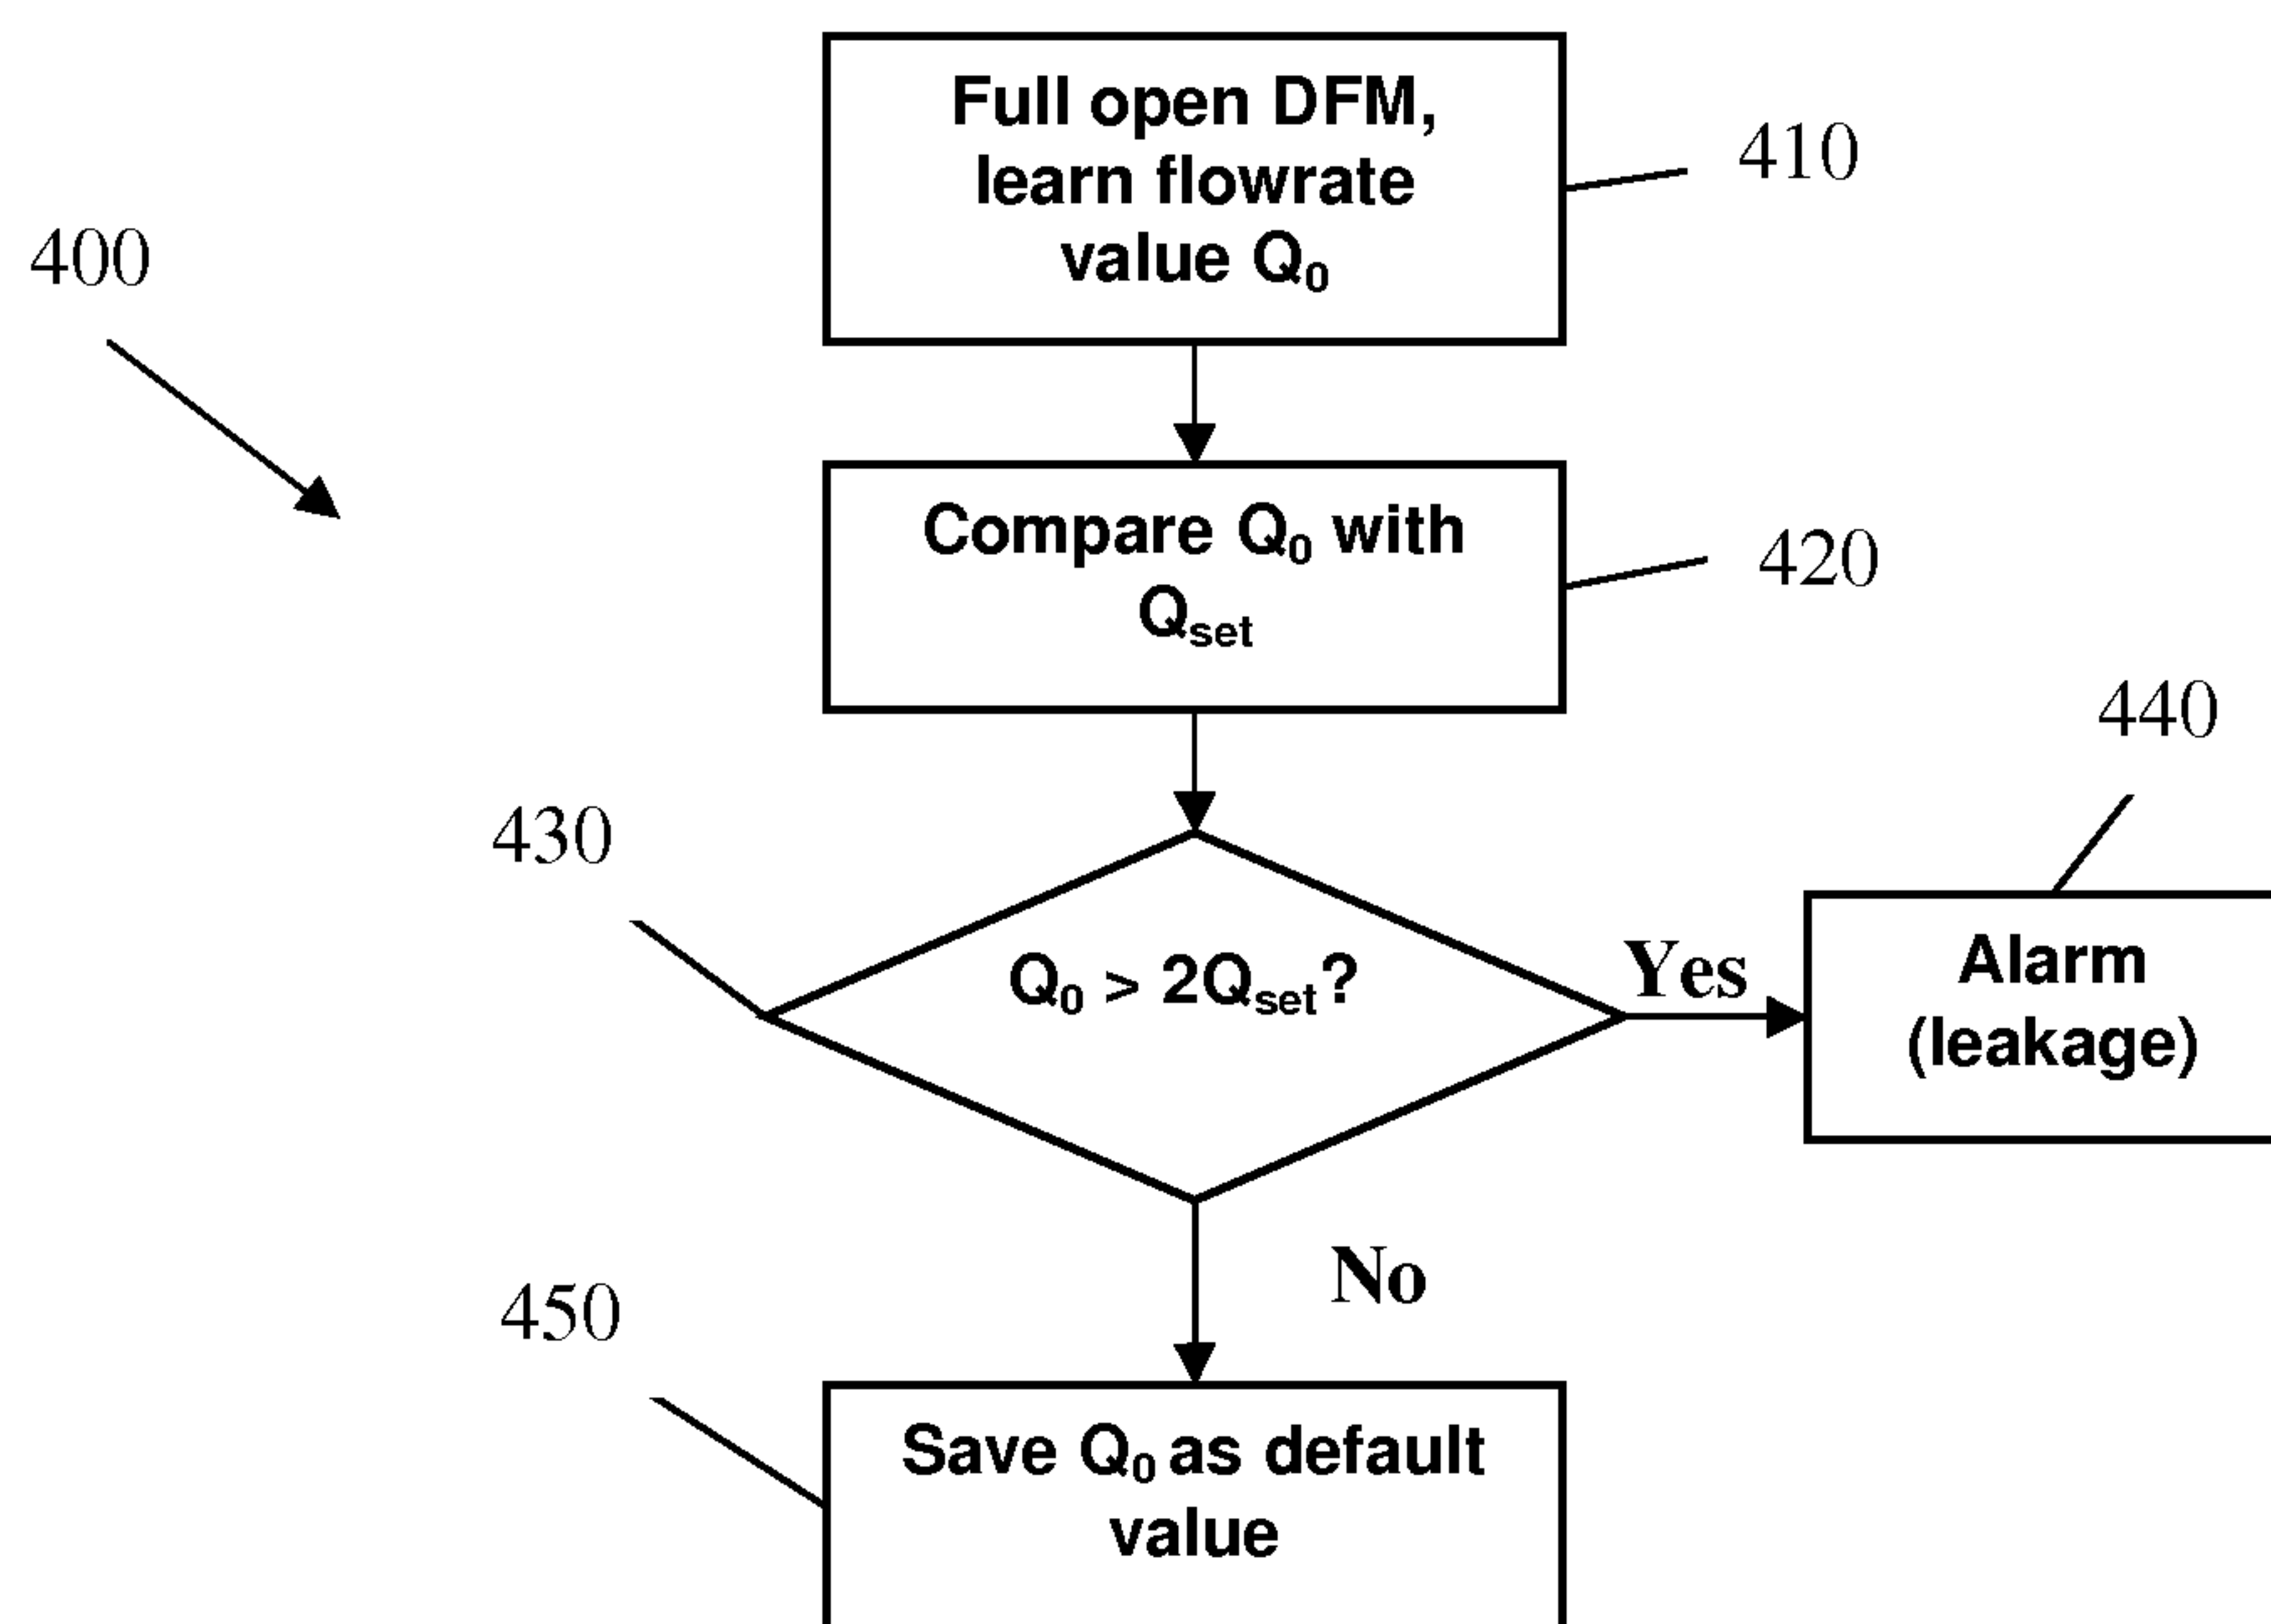 Full open DFM,
learn flowrate
value Q₀
410
400
Compare Q₀ with
Qset
420
440
430
Q₀ > 2Qset?
Yes
Alarm
(leakage)
No
450
Save Q₀ as default
value